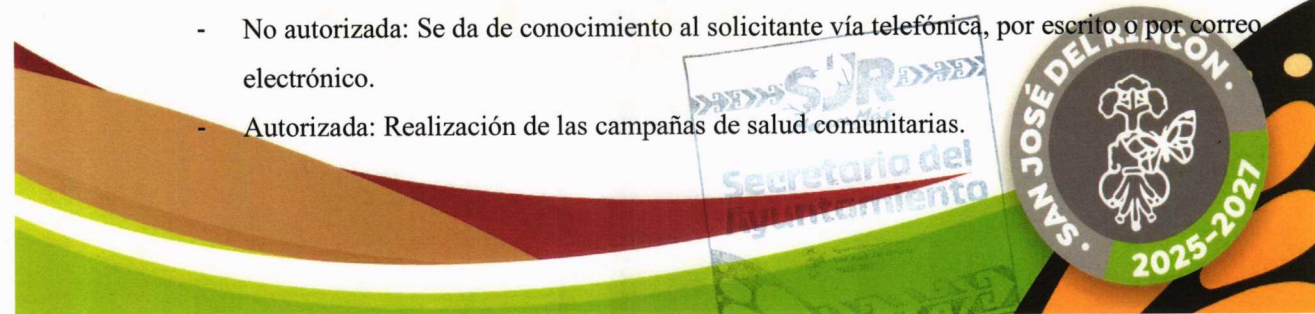 - No autorizada: Se da de conocimiento al solicitante vía telefónica, por escrito o por correo
electrónico.
- Autorizada: Realización de las campañas de salud comunitarias.
SJR
Secretario del
Ayuntamiento
· SAN JOSÉ DEL RINCON ·
2025-2027